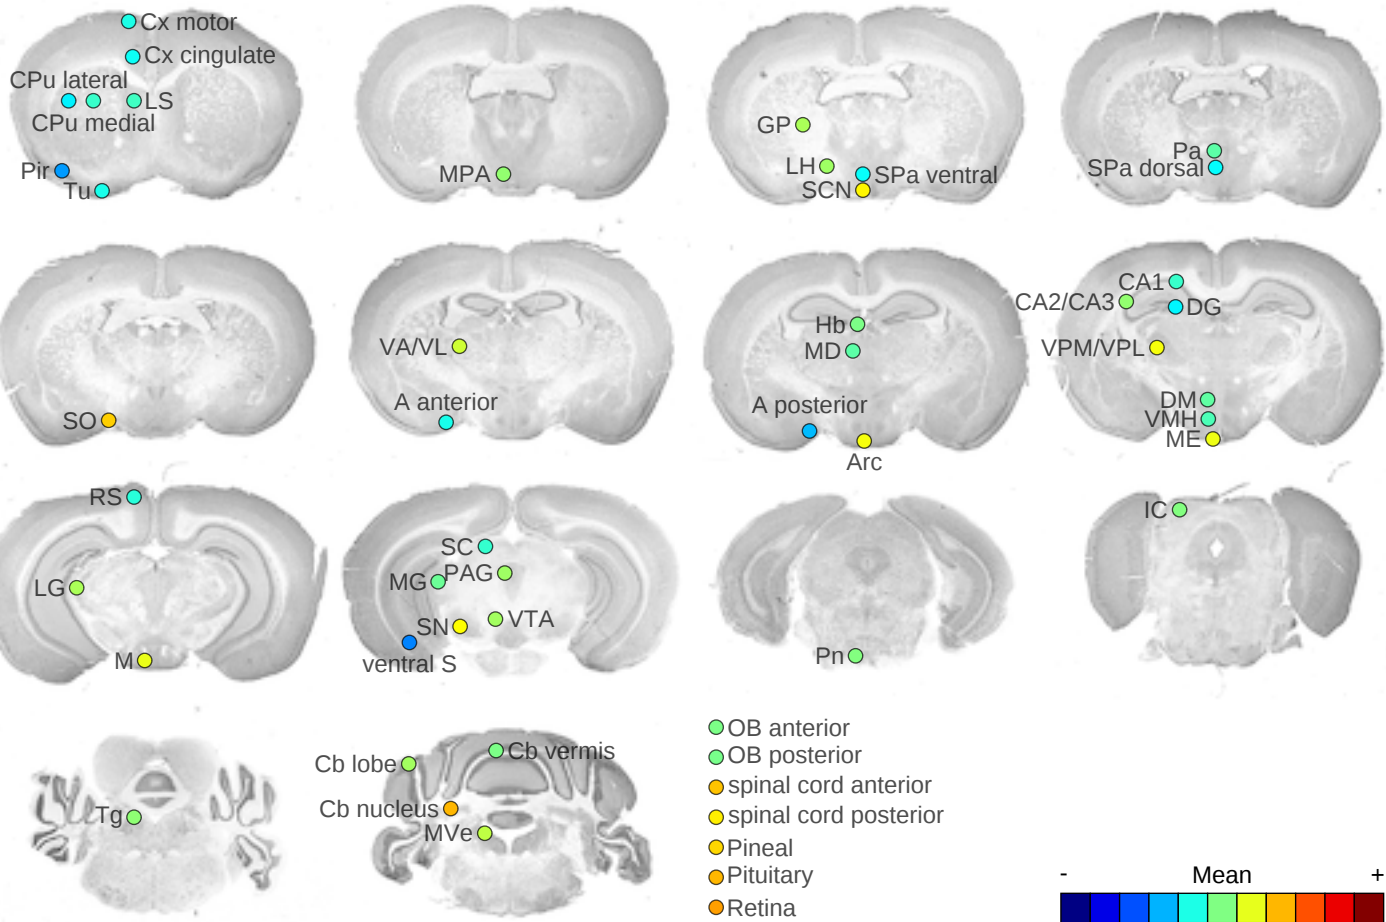 Cx motor
Cx cingulate
CPu lateral
LS
CPu medial
Pir
Tu
MPA
GP
LH
SPa ventral
SCN
Pa
SPa dorsal
SO
VA/VL
A anterior
Hb
MD
A posterior
Arc
CA1
CA2/CA3
DG
VPM/VPL
DM
VMH
ME
RS
LG
M
SC
MG
PAG
SN
VTA
ventral S
Pn
IC
Tg
Cb lobe
Cb vermis
Cb nucleus
MVe
OB anterior
OB posterior
spinal cord anterior
spinal cord posterior
Pineal
Pituitary
Retina
- Mean +